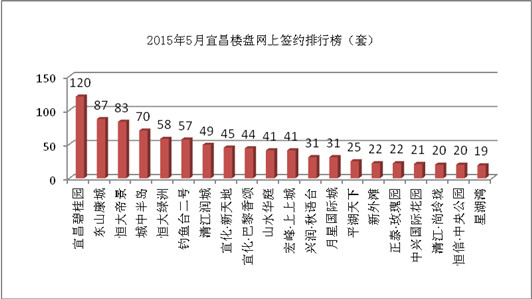 2015年5月宜昌楼盘网上签约排行榜（套）
150
100
50
0
120
87
83
70
58
57
49
45
44
41
41
31
31
25
22
22
21
20
20
19
宜昌碧桂园
东山康城
恒大帝景
城中半岛
恒大绿洲
钓鱼台二号
清江润城
宜化·新天地
宜化·巴黎香颂
山水华庭
宏峰·上上城
兴润·秋语台
月星国际城
平湖天下
新外滩
正泰·玫瑰园
中兴国际花园
清江·尚玲珑
恒信·中央公园
星湖湾